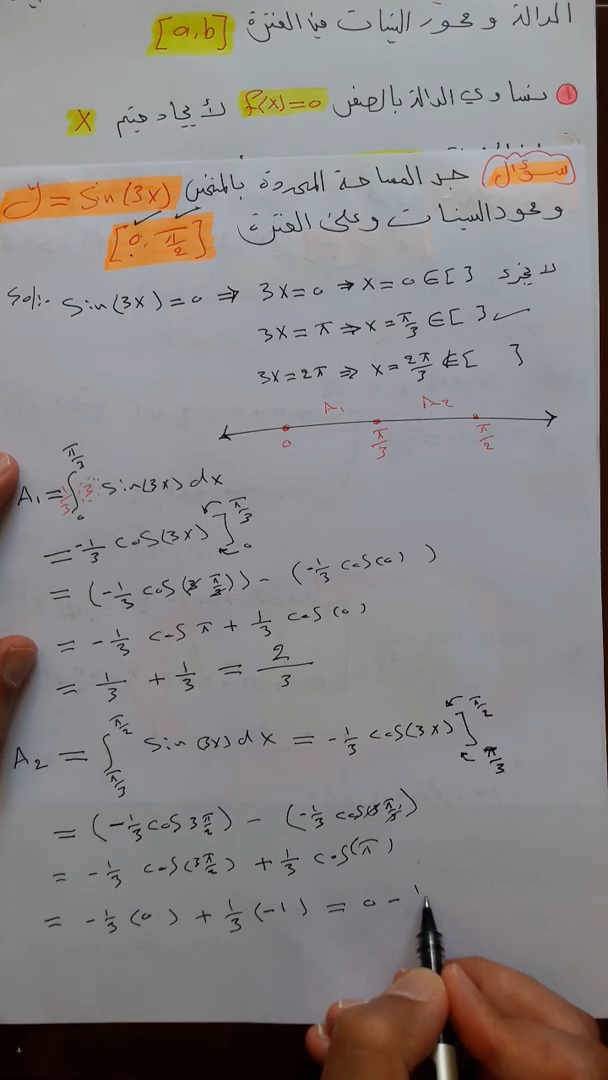 الدالة ومحور السينات في الفترة [a,b]
① نساوي الدالة بالصفر f(x)=0 لأيجاد قيم x
سؤال جد المساحة المحددة بالمنحني y = sin(3x)
ومحور السينات وعلى الفترة [0, π/2]
Sol:- sin(3x)=0 ⇒ 3x=0 ⇒ x=0 ∈ [ ] لا يجزء
3x=π ⇒ x=π/3 ∈ [ ] ✓
3x=2π ⇒ x=2π/3 ∉ [ ]
A₁ A₂
0 π/3 π/2
A₁ = 1/3 ∫₀^{π/3} 3 sin(3x) dx
= -1/3 cos(3x) ]₀^{π/3}
= (-1/3 cos(3 π/3)) - (-1/3 cos(0))
= -1/3 cos π + 1/3 cos(0)
= 1/3 + 1/3 = 2/3
A₂ = ∫_{π/3}^{π/2} sin(3x) dx = -1/3 cos(3x) ]_{π/3}^{π/2}
= (-1/3 cos 3π/2) - (-1/3 cos 3π/3)
= -1/3 cos(3π/2) + 1/3 cos(π)
= -1/3 (0) + 1/3 (-1) = 0 - 1